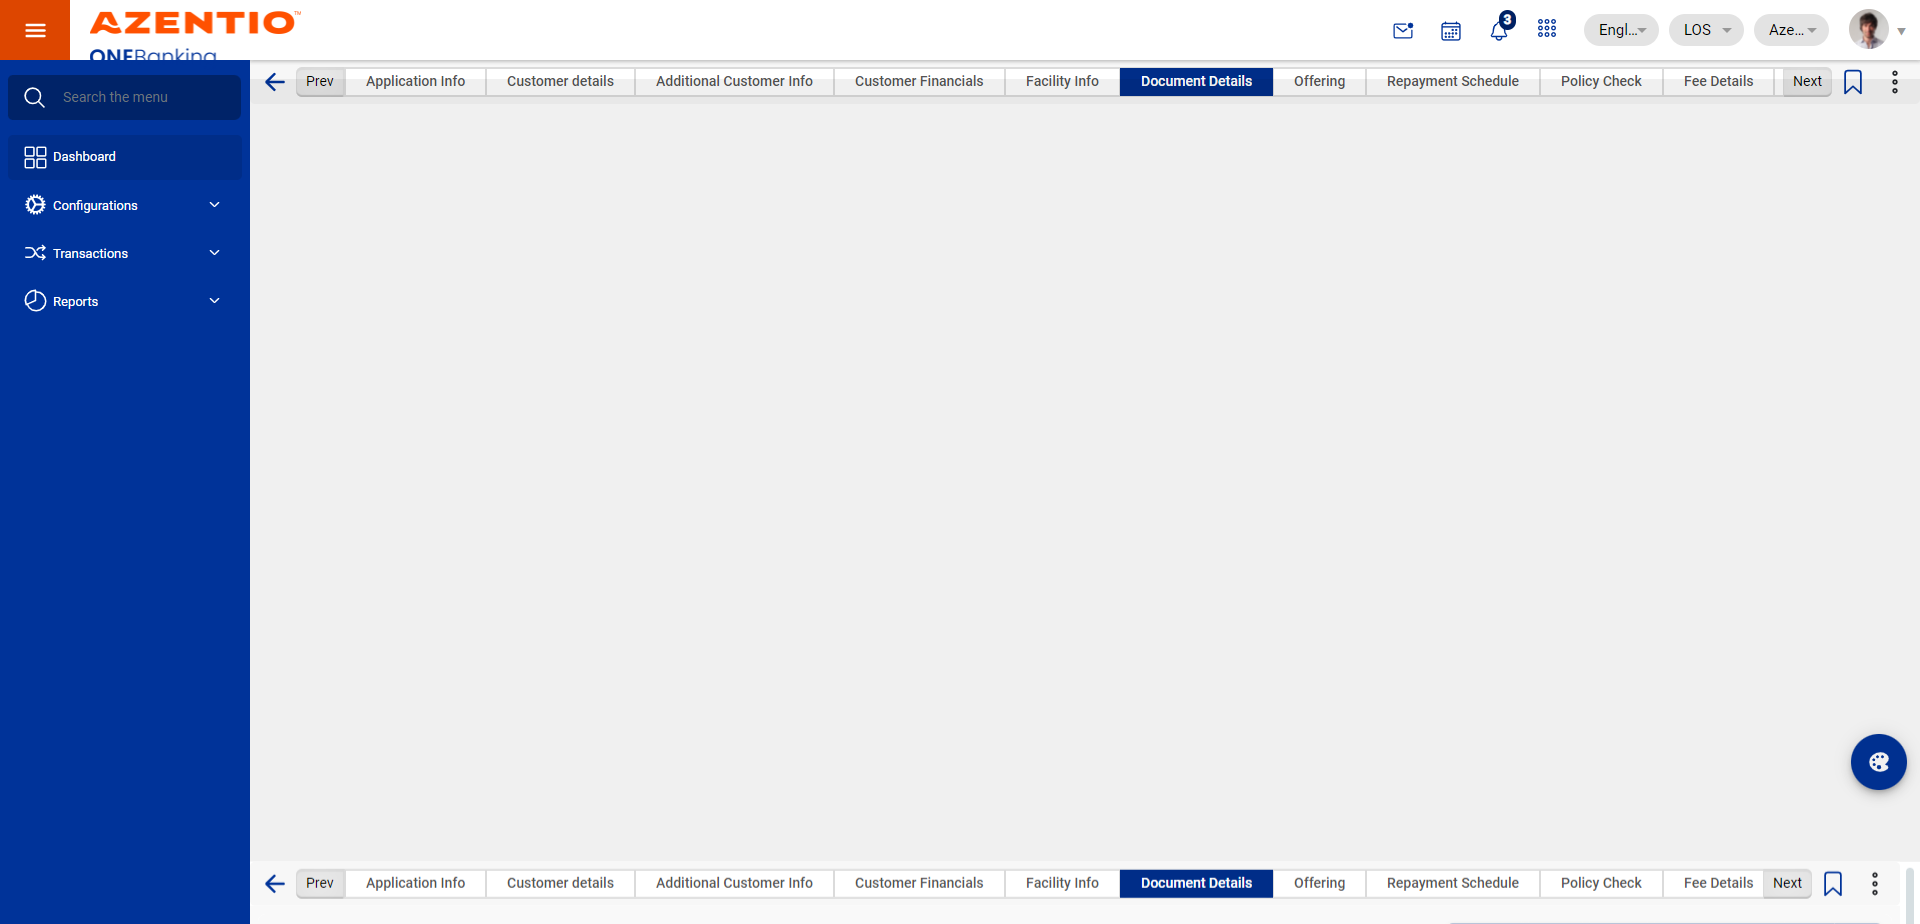 AZENTIO™
ONEBanking
3
Engl...
LOS
Aze...
Search the menu
Dashboard
Configurations
Transactions
Reports
Prev
Application Info
Customer details
Additional Customer Info
Customer Financials
Facility Info
Document Details
Offering
Repayment Schedule
Policy Check
Fee Details
Next
Prev
Application Info
Customer details
Additional Customer Info
Customer Financials
Facility Info
Document Details
Offering
Repayment Schedule
Policy Check
Fee Details
Next